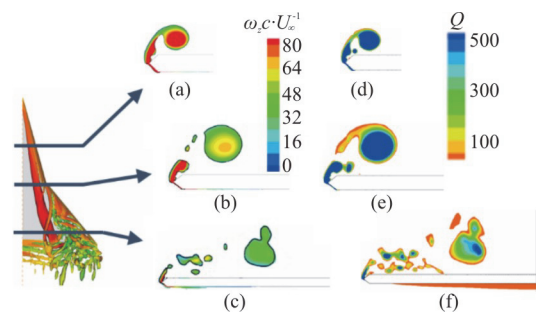 ω_z c·U_∞^{-1}
80
64
48
32
16
0
Q
500
300
100
(a)
(d)
(b)
(e)
(c)
(f)